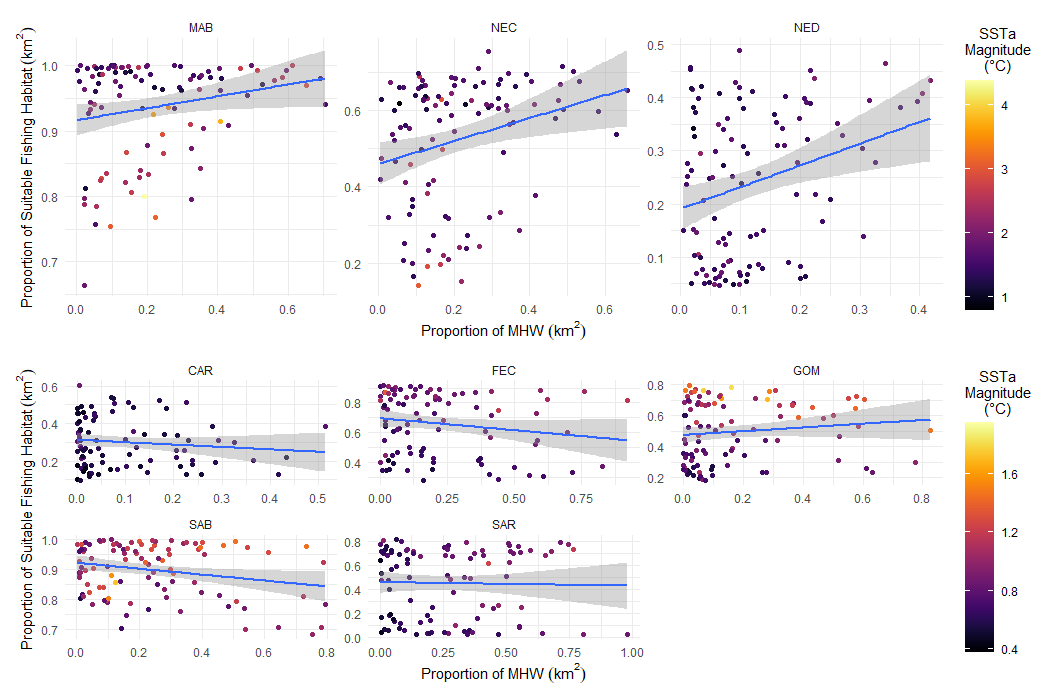 MAB NEC NED
Proportion of Suitable Fishing Habitat (km²)
1.0
0.9
0.8
0.7
0.0 0.2 0.4 0.6
0.6
0.4
0.2
0.0 0.2 0.4 0.6
0.5
0.4
0.3
0.2
0.1
0.0 0.1 0.2 0.3 0.4
Proportion of MHW (km²)
SSTa
Magnitude
(°C)
4
3
2
1
CAR FEC GOM
Proportion of Suitable Fishing Habitat (km²)
0.6
0.4
0.2
0.0 0.1 0.2 0.3 0.4 0.5
0.8
0.6
0.4
0.00 0.25 0.50 0.75
0.8
0.6
0.4
0.2
0.0 0.2 0.4 0.6 0.8
SAB SAR
1.0
0.9
0.8
0.7
0.0 0.2 0.4 0.6 0.8
0.8
0.6
0.4
0.2
0.0
0.00 0.25 0.50 0.75 1.00
Proportion of MHW (km²)
SSTa
Magnitude
(°C)
1.6
1.2
0.8
0.4